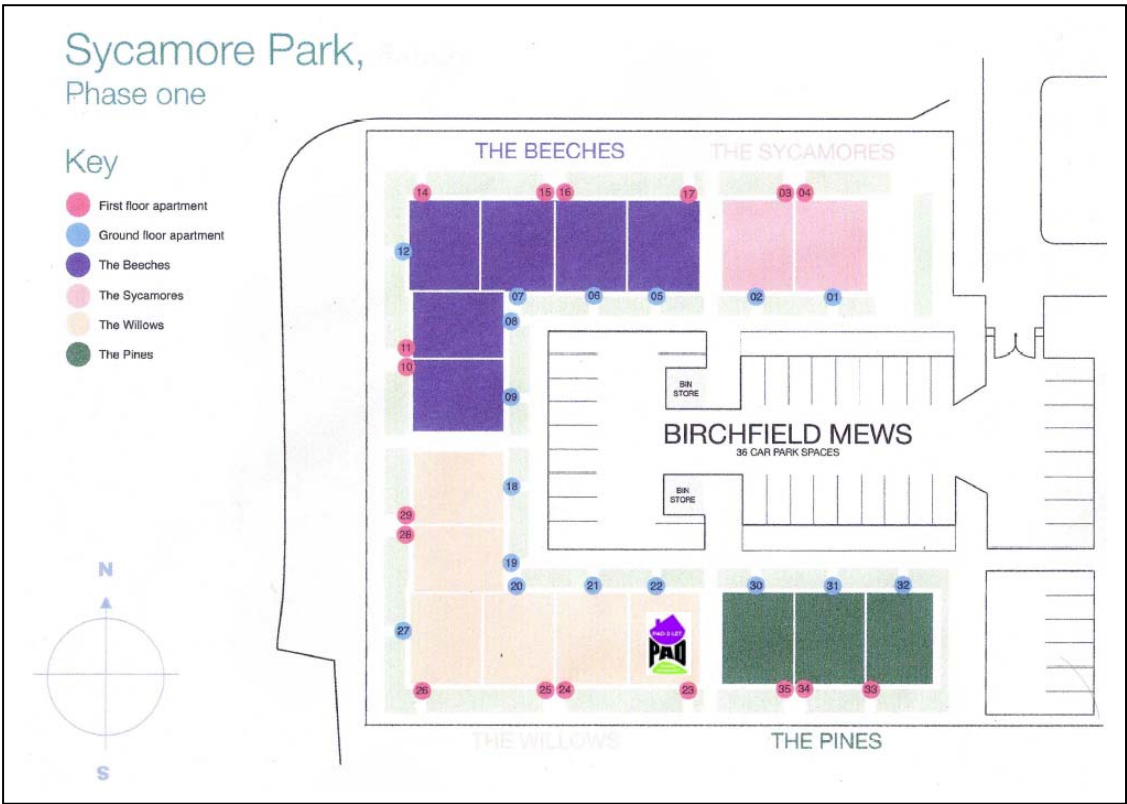 Sycamore Park,
Phase one
Key
First floor apartment
Ground floor apartment
The Beeches
The Sycamores
The Willows
The Pines
N
S
THE BEECHES
THE SYCAMORES
14
15
16
17
03
04
12
07
06
05
02
01
08
11
10
09
BIN
STORE
BIRCHFIELD MEWS
36 CAR PARK SPACES
BIN
STORE
18
29
28
19
20
21
22
30
31
32
27
PAD-2-LET
PAD
26
25
24
23
35
34
33
THE WILLOWS
THE PINES